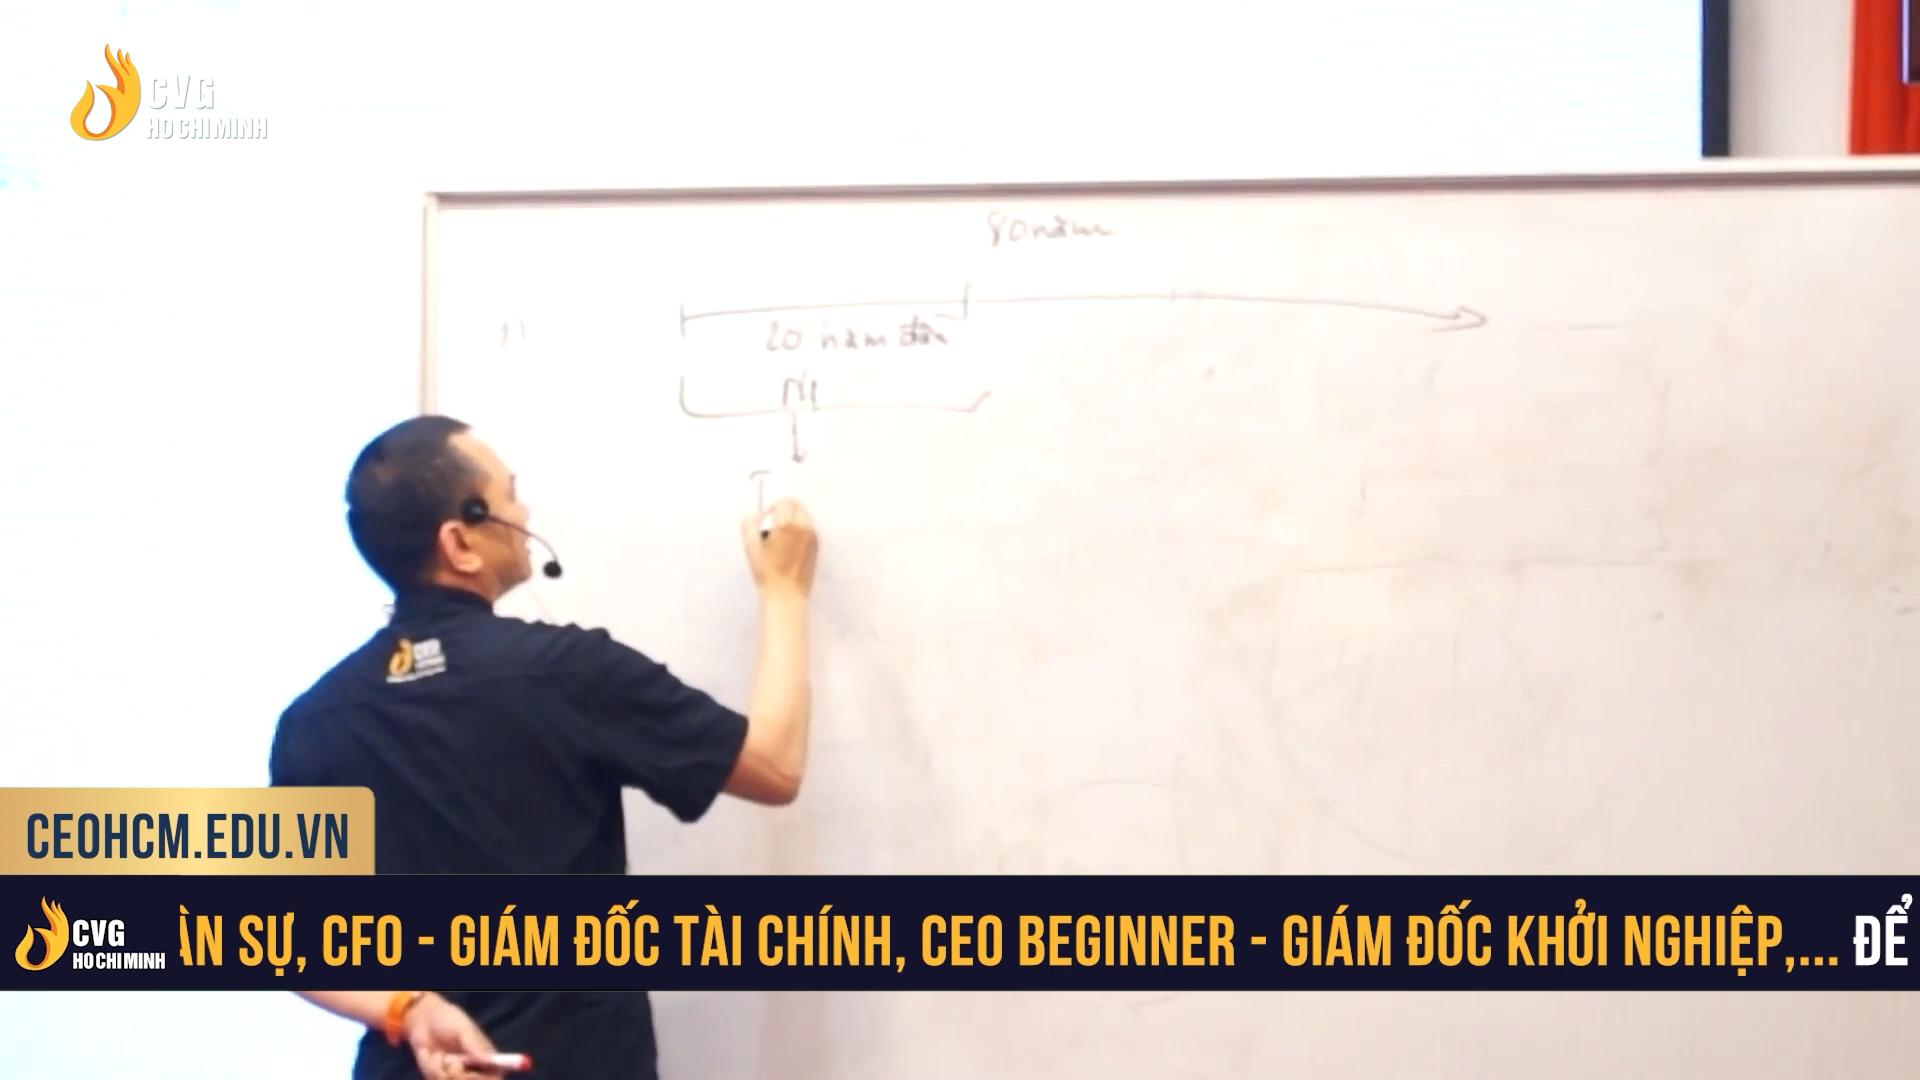 CVG
HO CHI MINH
80 năm
1)
20 năm đầu
CEOHCM.EDU.VN
CVG
HO CHI MINH
ÀN SỰ, CFO - GIÁM ĐỐC TÀI CHÍNH, CEO BEGINNER - GIÁM ĐỐC KHỞI NGHIỆP,... ĐỂ